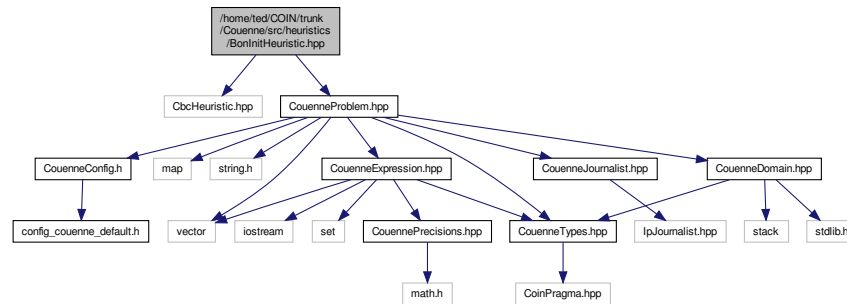 /home/ted/COIN/trunk
/Couenne/src/heuristics
/BonInitHeuristic.hpp
CbcHeuristic.hpp
CouenneProblem.hpp
CouenneConfig.h
map
string.h
CouenneExpression.hpp
CouenneJournalist.hpp
CouenneDomain.hpp
config_couenne_default.h
vector
iostream
set
CouennePrecisions.hpp
CouenneTypes.hpp
IpJournalist.hpp
stack
stdlib.h
math.h
CoinPragma.hpp